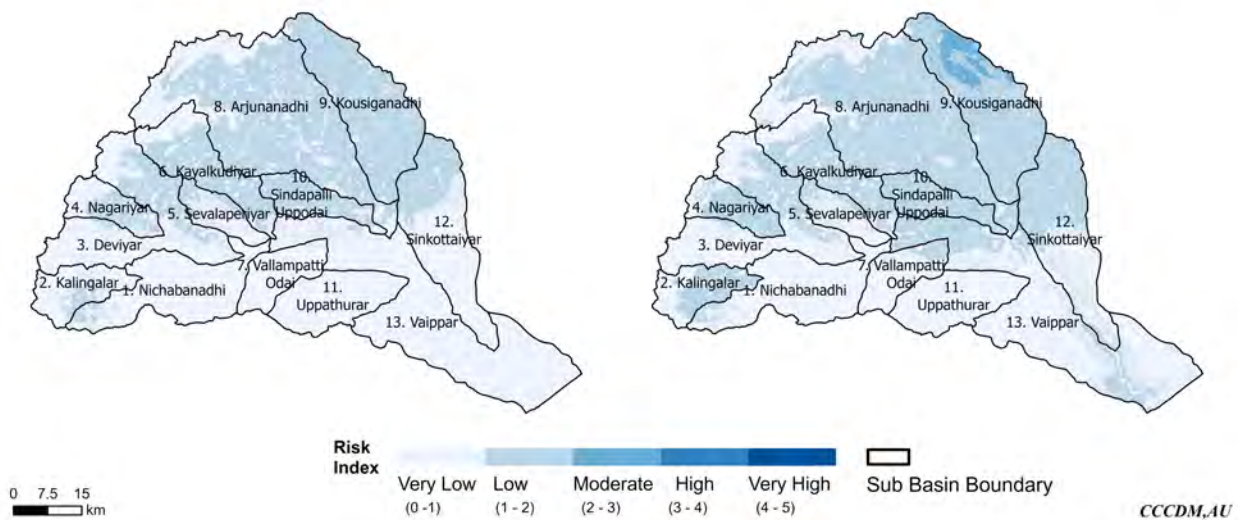 8. Arjunanadhi
9. Kousiganadhi
6. Kayalkudiyar
10.
Sindapalli
Uppodai
4. Nagariyar
5. Sevalaperiyar
12.
Sinkottaiyar
3. Deviyar
7. Vallampatti
Odai
2. Kalingalar
1. Nichabanadhi
11.
Uppathurar
13. Vaippar
8. Arjunanadhi
9. Kousiganadhi
6. Kayalkudiyar
10.
Sindapalli
Uppodai
4. Nagariyar
5. Sevalaperiyar
12.
Sinkottaiyar
3. Deviyar
7. Vallampatti
Odai
2. Kalingalar
1. Nichabanadhi
11.
Uppathurar
13. Vaippar
Risk
Index
Very Low Low Moderate High Very High
(0 -1) (1 - 2) (2 - 3) (3 - 4) (4 - 5)
Sub Basin Boundary
0 7.5 15
km
CCCDM,AU